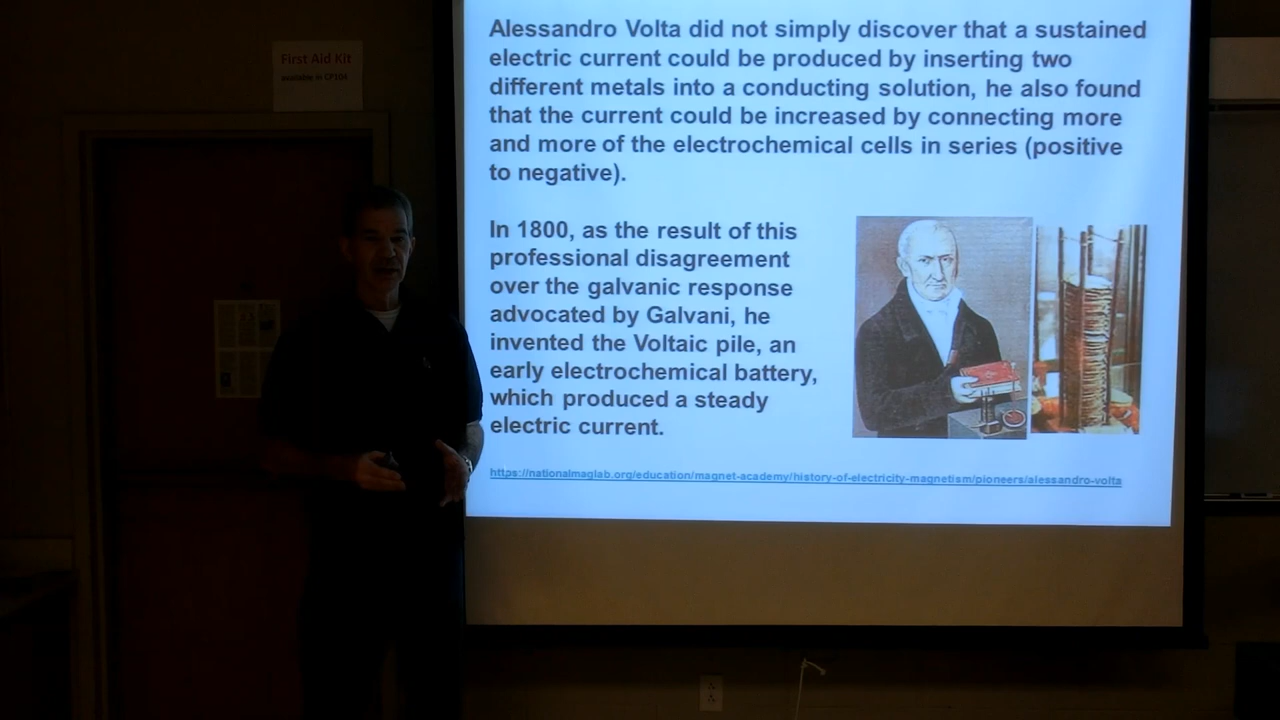 First Aid Kit
available in CP104
Alessandro Volta did not simply discover that a sustained
electric current could be produced by inserting two
different metals into a conducting solution, he also found
that the current could be increased by connecting more
and more of the electrochemical cells in series (positive
to negative).
In 1800, as the result of this
professional disagreement
over the galvanic response
advocated by Galvani, he
invented the Voltaic pile, an
early electrochemical battery,
which produced a steady
electric current.
https://nationalmaglab.org/education/magnet-academy/history-of-electricity-magnetism/pioneers/alessandro-volta